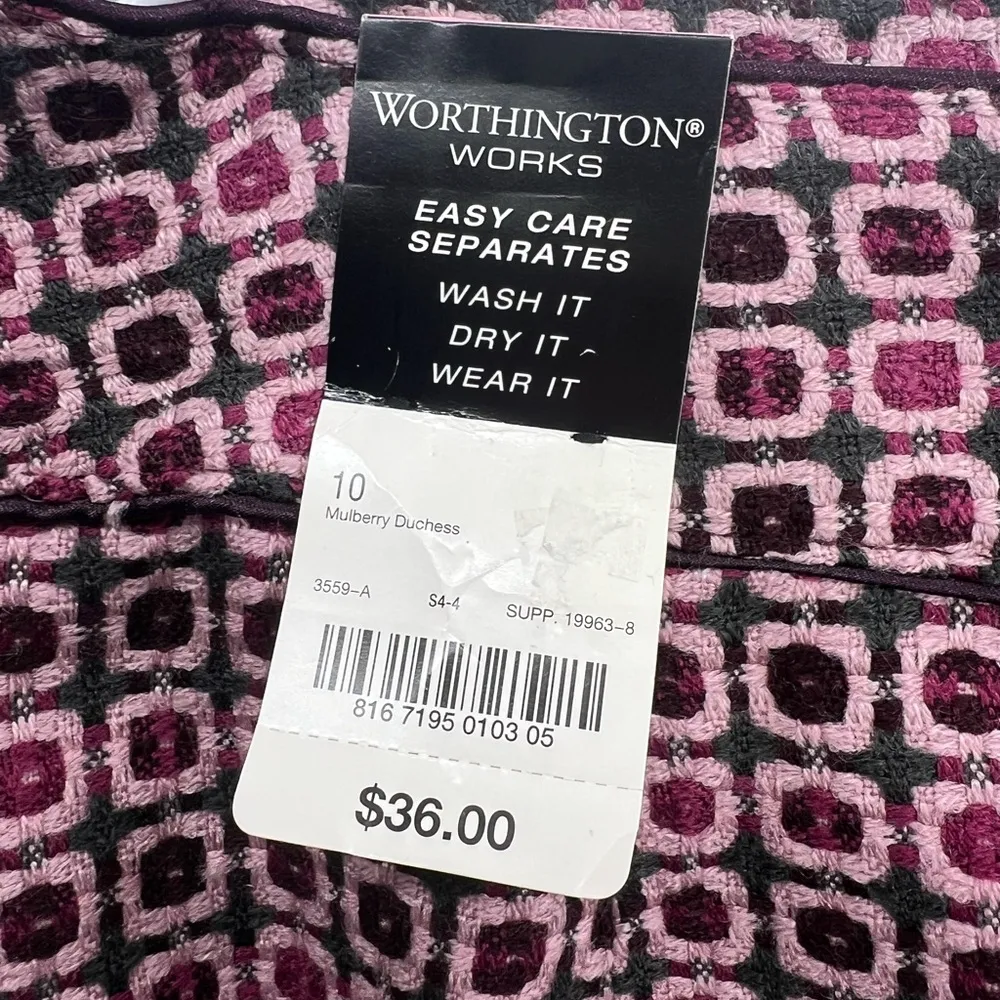 WORTHINGTON®
WORKS
EASY CARE
SEPARATES
WASH IT
DRY IT
WEAR IT
10
Mulberry Duchess
3559-A S4-4 SUPP. 19963-8
816 7195 0103 05
$36.00